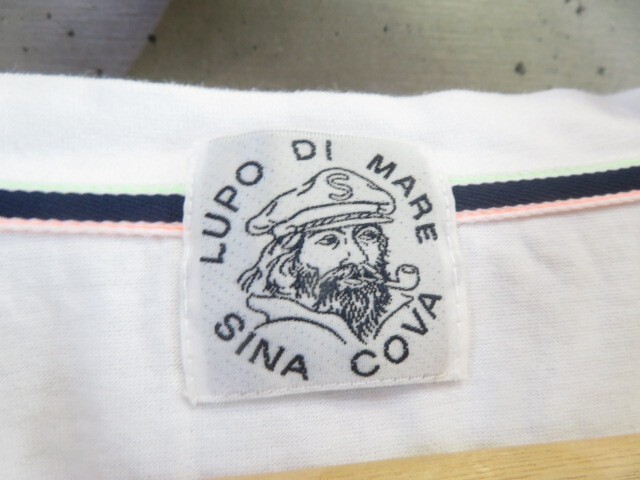 LUPO DI MARE
S
SINA COVA